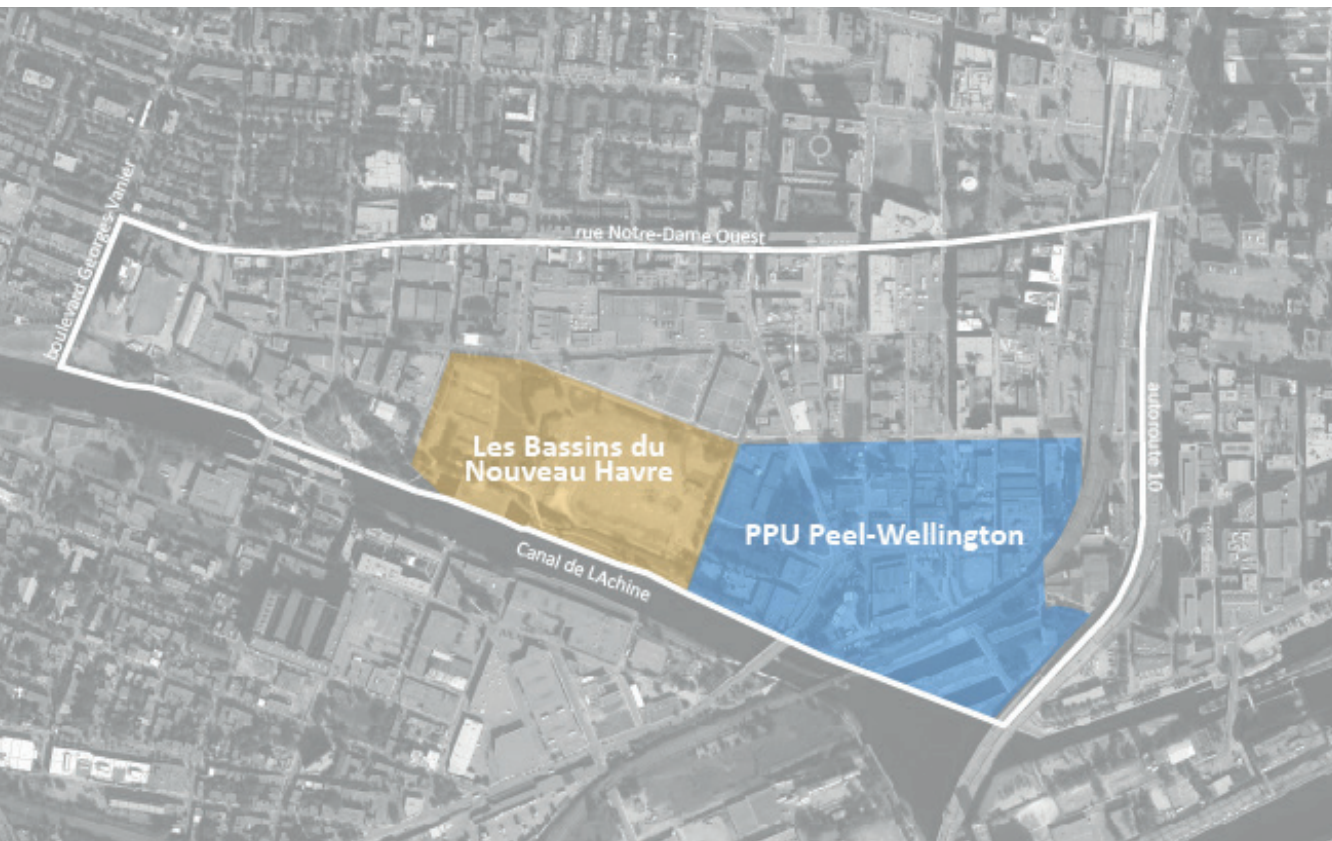 boulevard Georges-Vanier
rue Notre-Dame Ouest
autoroute 10
Les Bassins du
Nouveau Havre
PPU Peel-Wellington
Canal de LAchine